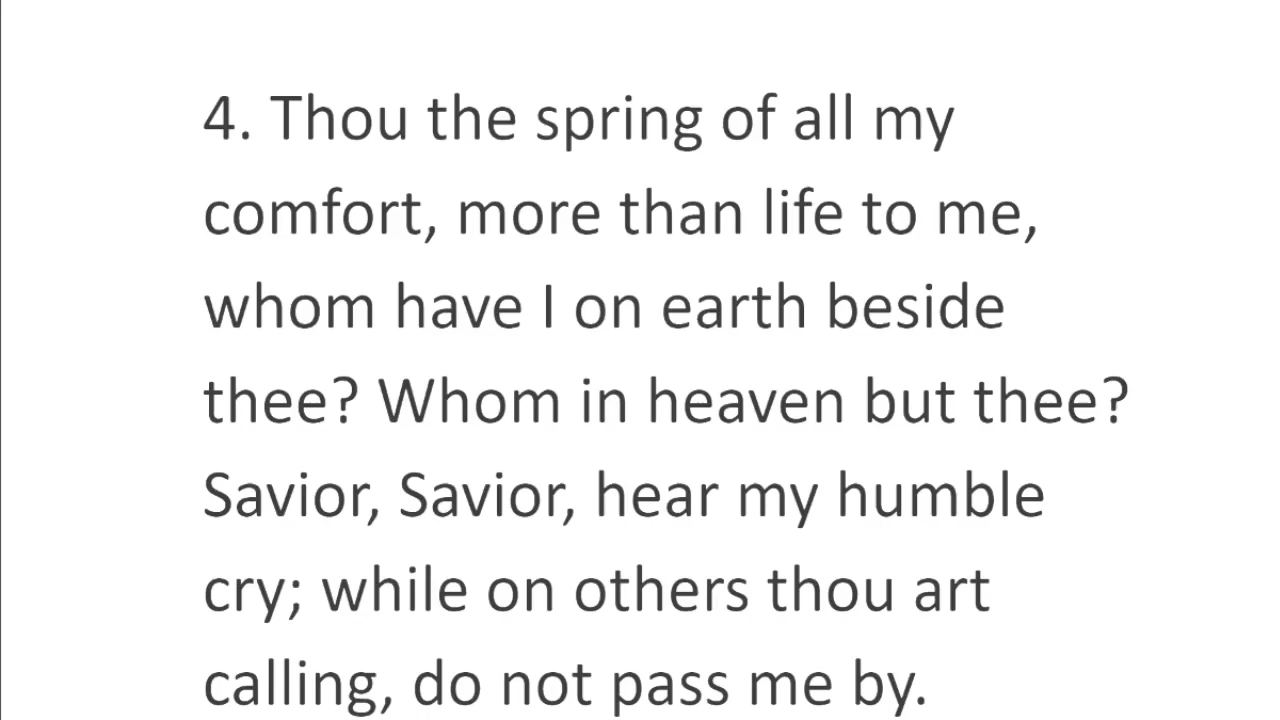 4. Thou the spring of all my
comfort, more than life to me,
whom have I on earth beside
thee? Whom in heaven but thee?
Savior, Savior, hear my humble
cry; while on others thou art
calling, do not pass me by.